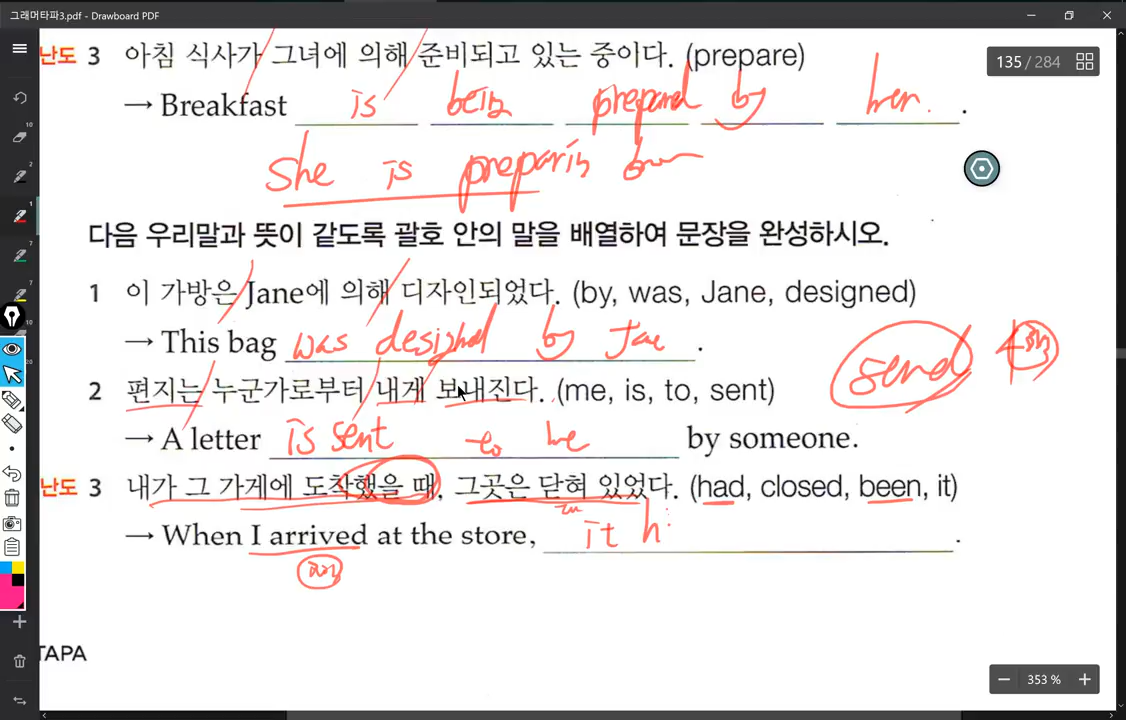 그래머타파3.pdf - Drawboard PDF
135 / 284
난도 3 아침 식사가 그녀에 의해 준비되고 있는 중이다. (prepare)
→ Breakfast is being prepared by her.
She is preparing
다음 우리말과 뜻이 같도록 괄호 안의 말을 배열하여 문장을 완성하시오.
1 이 가방은 Jane에 의해 디자인되었다. (by, was, Jane, designed)
→ This bag was designed by Jane.
send 4형
2 편지는 누군가로부터 내게 보내진다. (me, is, to, sent)
→ A letter is sent to me by someone.
난도 3 내가 그 가게에 도착했을 때, 그곳은 닫혀 있었다. (had, closed, been, it)
→ When I arrived at the store, it h .
TAPA
353 %